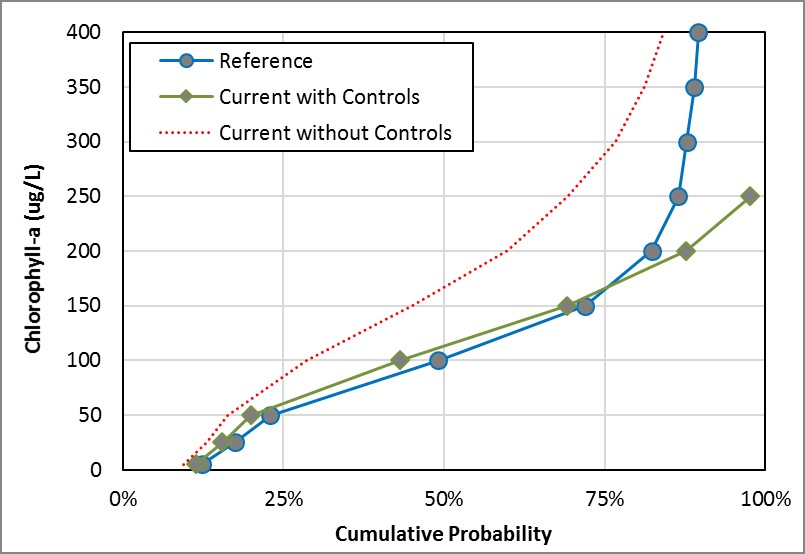 400
350
300
250
200
150
100
50
0
Chlorophyll-a (ug/L)
Reference
Current with Controls
Current without Controls
0% 25% 50% 75% 100%
Cumulative Probability